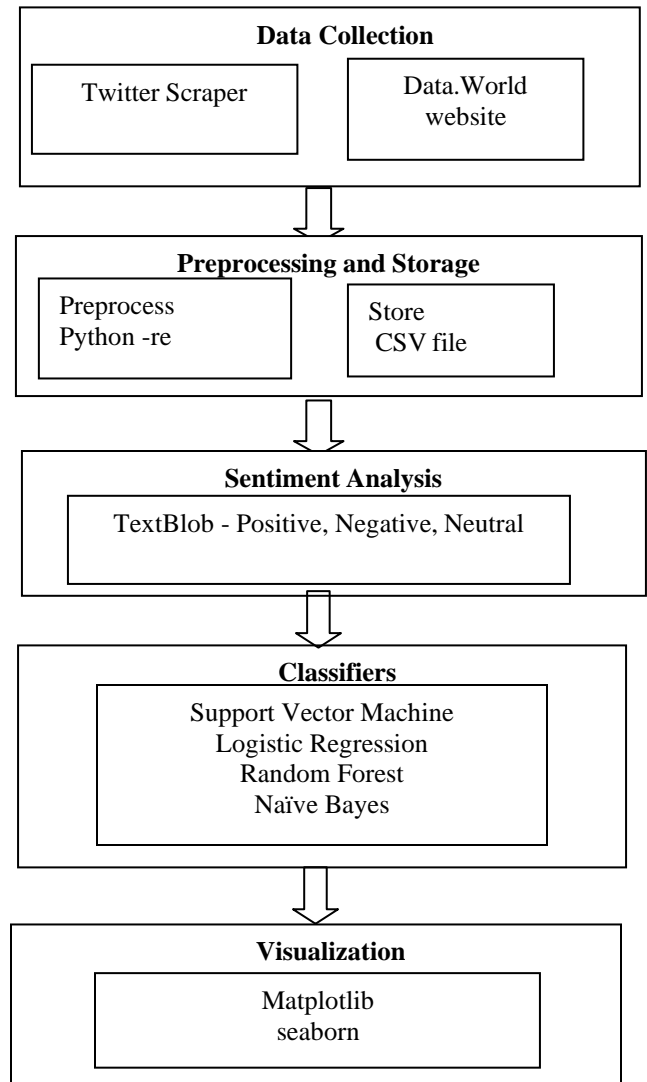 Data Collection
Twitter Scraper
Data.World
website
Preprocessing and Storage
Preprocess
Python -re
Store
CSV file
Sentiment Analysis
TextBlob - Positive, Negative, Neutral
Classifiers
Support Vector Machine
Logistic Regression
Random Forest
Naïve Bayes
Visualization
Matplotlib
seaborn